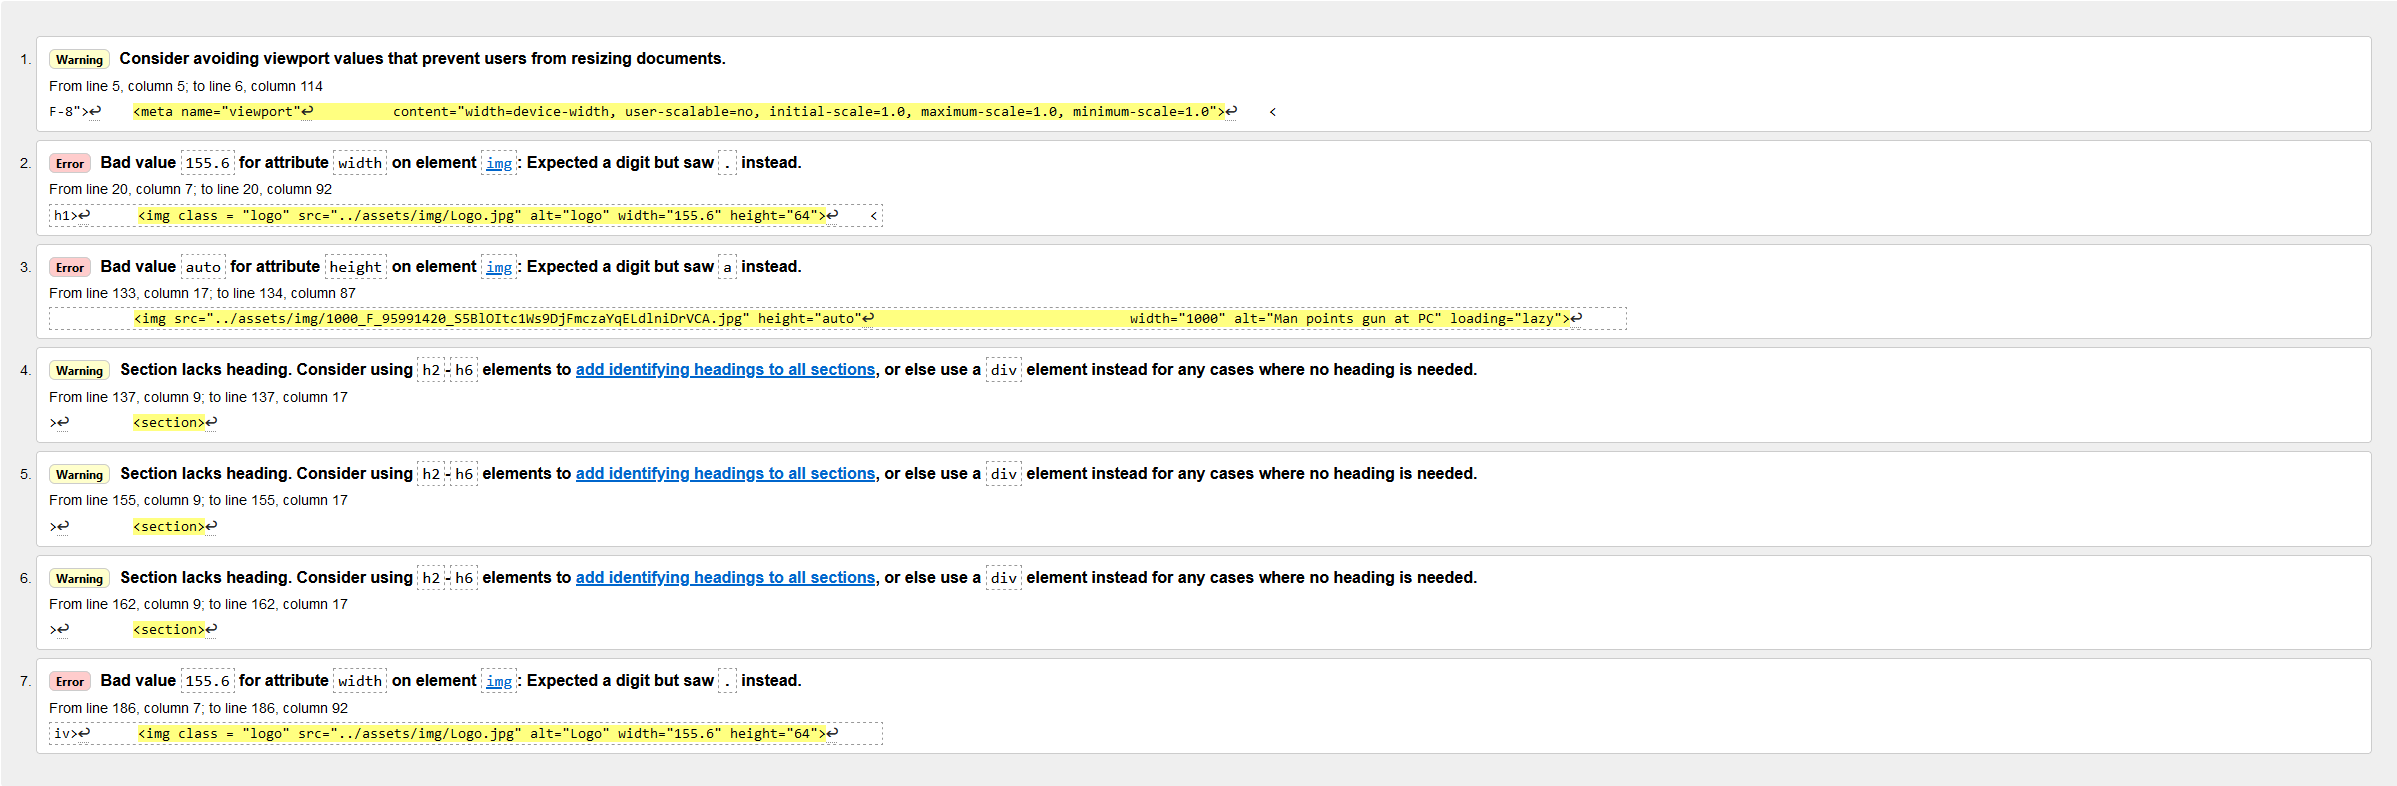 1. Warning Consider avoiding viewport values that prevent users from resizing documents.
From line 5, column 5; to line 6, column 114
F-8">↩ <meta name="viewport"↩ content="width=device-width, user-scalable=no, initial-scale=1.0, maximum-scale=1.0, minimum-scale=1.0">↩ <
2. Error Bad value 155.6 for attribute width on element img: Expected a digit but saw . instead.
From line 20, column 7; to line 20, column 92
h1>↩ <img class = "logo" src="../assets/img/Logo.jpg" alt="logo" width="155.6" height="64">↩ <
3. Error Bad value auto for attribute height on element img: Expected a digit but saw a instead.
From line 133, column 17; to line 134, column 87
<img src="../assets/img/1000_F_95991420_S5BlOItc1Ws9DjFmczaYqELdlniDrVCA.jpg" height="auto"↩ width="1000" alt="Man points gun at PC" loading="lazy">↩
4. Warning Section lacks heading. Consider using h2-h6 elements to add identifying headings to all sections, or else use a div element instead for any cases where no heading is needed.
From line 137, column 9; to line 137, column 17
>↩ <section>↩
5. Warning Section lacks heading. Consider using h2-h6 elements to add identifying headings to all sections, or else use a div element instead for any cases where no heading is needed.
From line 155, column 9; to line 155, column 17
>↩ <section>↩
6. Warning Section lacks heading. Consider using h2-h6 elements to add identifying headings to all sections, or else use a div element instead for any cases where no heading is needed.
From line 162, column 9; to line 162, column 17
>↩ <section>↩
7. Error Bad value 155.6 for attribute width on element img: Expected a digit but saw . instead.
From line 186, column 7; to line 186, column 92
iv>↩ <img class = "logo" src="../assets/img/Logo.jpg" alt="Logo" width="155.6" height="64">↩